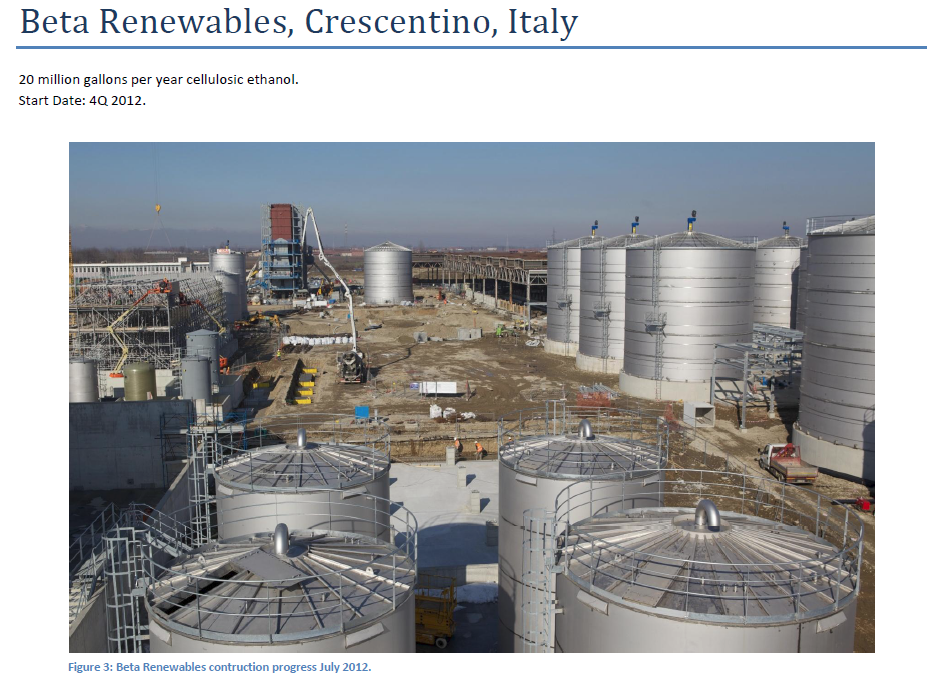 Beta Renewables, Crescentino, Italy
20 million gallons per year cellulosic ethanol.
Start Date: 4Q 2012.
Figure 3: Beta Renewables contruction progress July 2012.